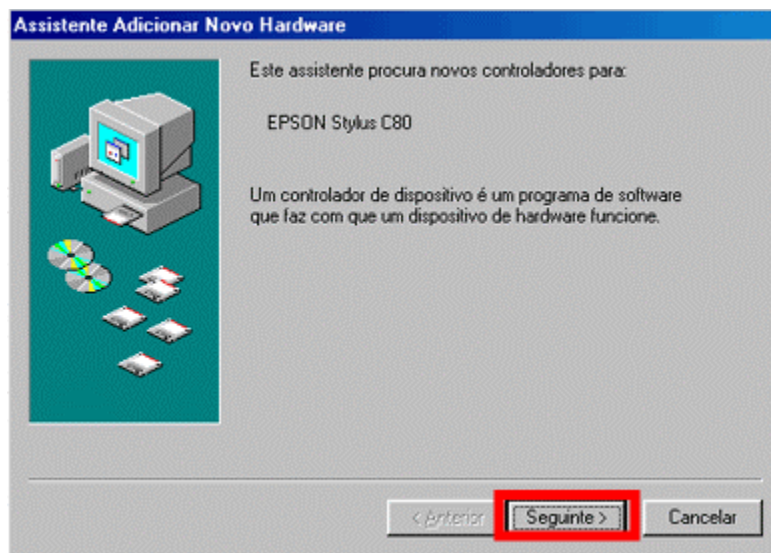 Assistente Adicionar Novo Hardware
Este assistente procura novos controladores para:
EPSON Stylus C80
Um controlador de dispositivo é um programa de software
que faz com que um dispositivo de hardware funcione.
< Anterior
Seguinte >
Cancelar